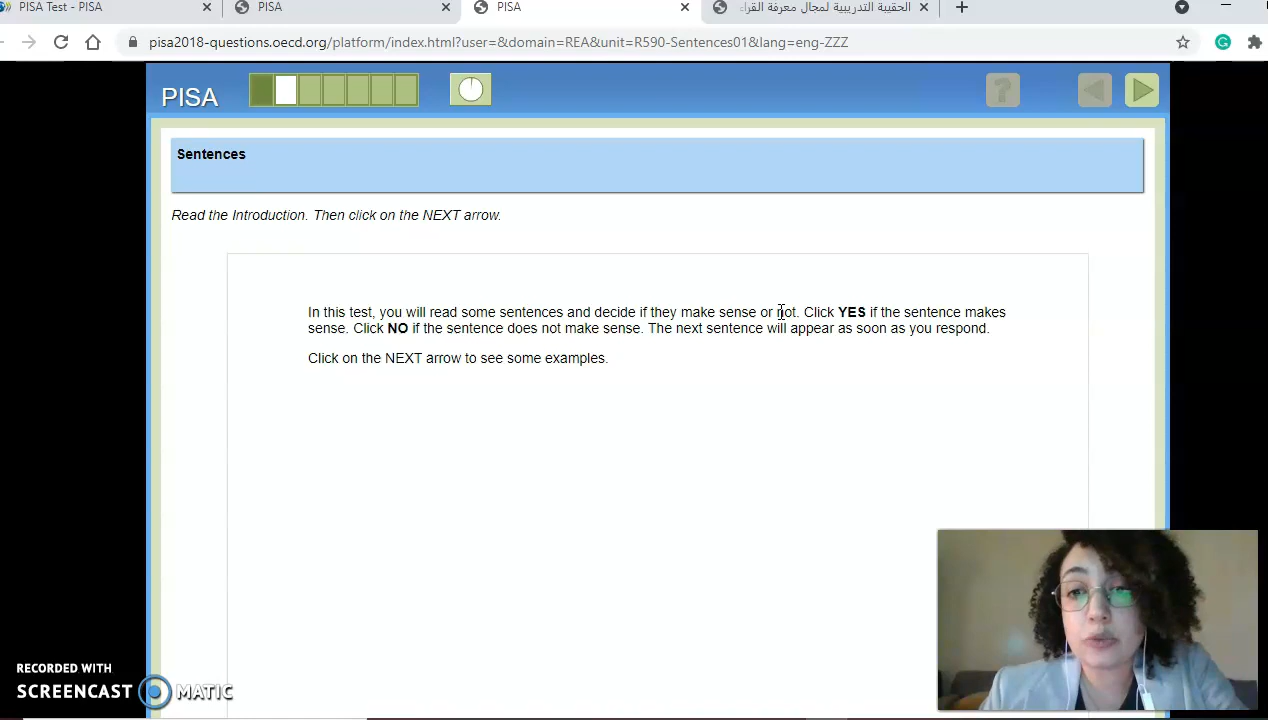 PISA Test - PISA
PISA
PISA
الحقيبة التدريبية لمجال معرفة القراء
pisa2018-questions.oecd.org/platform/index.html?user=&domain=REA&unit=R590-Sentences01&lang=eng-ZZZ
PISA
?
Sentences
Read the Introduction. Then click on the NEXT arrow.
In this test, you will read some sentences and decide if they make sense or not. Click YES if the sentence makes
sense. Click NO if the sentence does not make sense. The next sentence will appear as soon as you respond.
Click on the NEXT arrow to see some examples.
RECORDED WITH
SCREENCAST MATIC